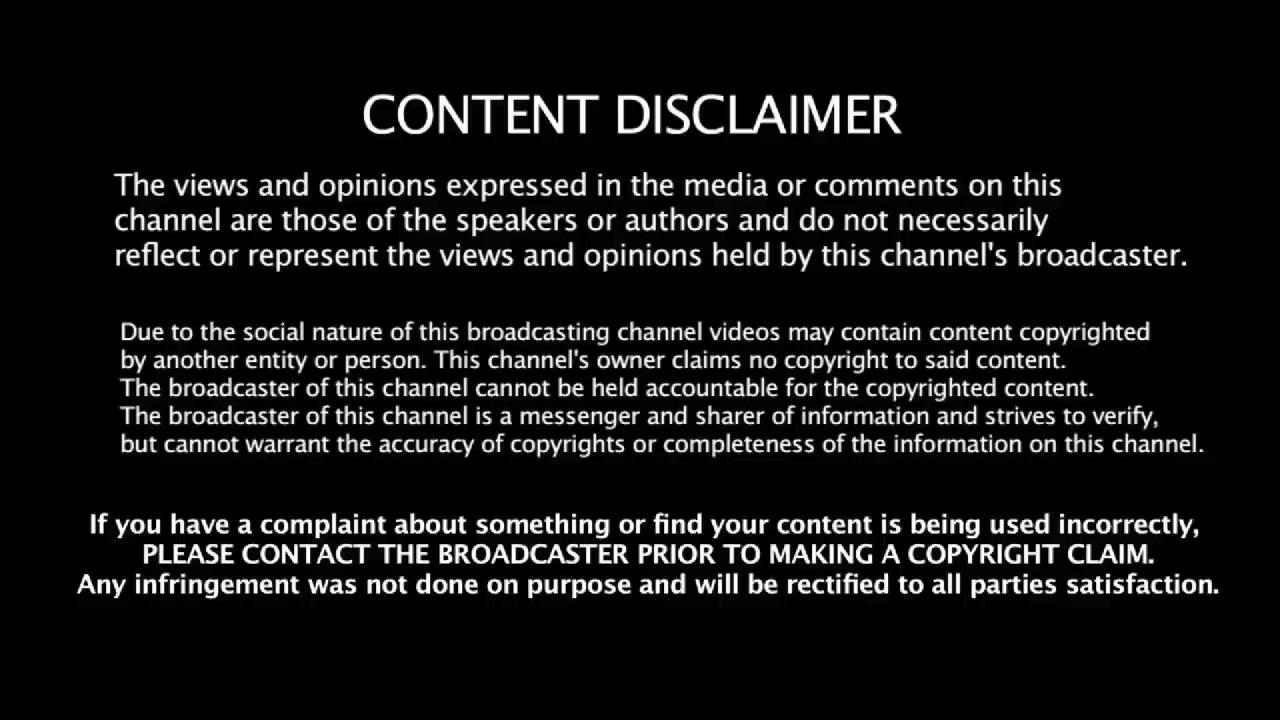 CONTENT DISCLAIMER
The views and opinions expressed in the media or comments on this
channel are those of the speakers or authors and do not necessarily
reflect or represent the views and opinions held by this channel's broadcaster.
Due to the social nature of this broadcasting channel videos may contain content copyrighted
by another entity or person. This channel's owner claims no copyright to said content.
The broadcaster of this channel cannot be held accountable for the copyrighted content.
The broadcaster of this channel is a messenger and sharer of information and strives to verify,
but cannot warrant the accuracy of copyrights or completeness of the information on this channel.
If you have a complaint about something or find your content is being used incorrectly,
PLEASE CONTACT THE BROADCASTER PRIOR TO MAKING A COPYRIGHT CLAIM.
Any infringement was not done on purpose and will be rectified to all parties satisfaction.